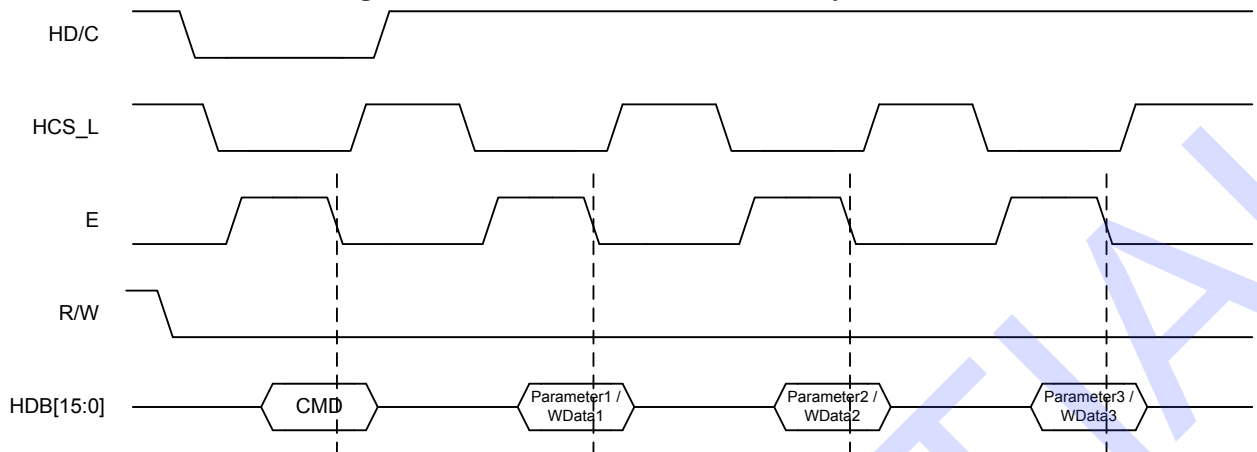 HD/C
HCS_L
E
R/W
HDB[15:0]
CMD
Parameter1 /
WData1
Parameter2 /
WData2
Parameter3 /
WData3